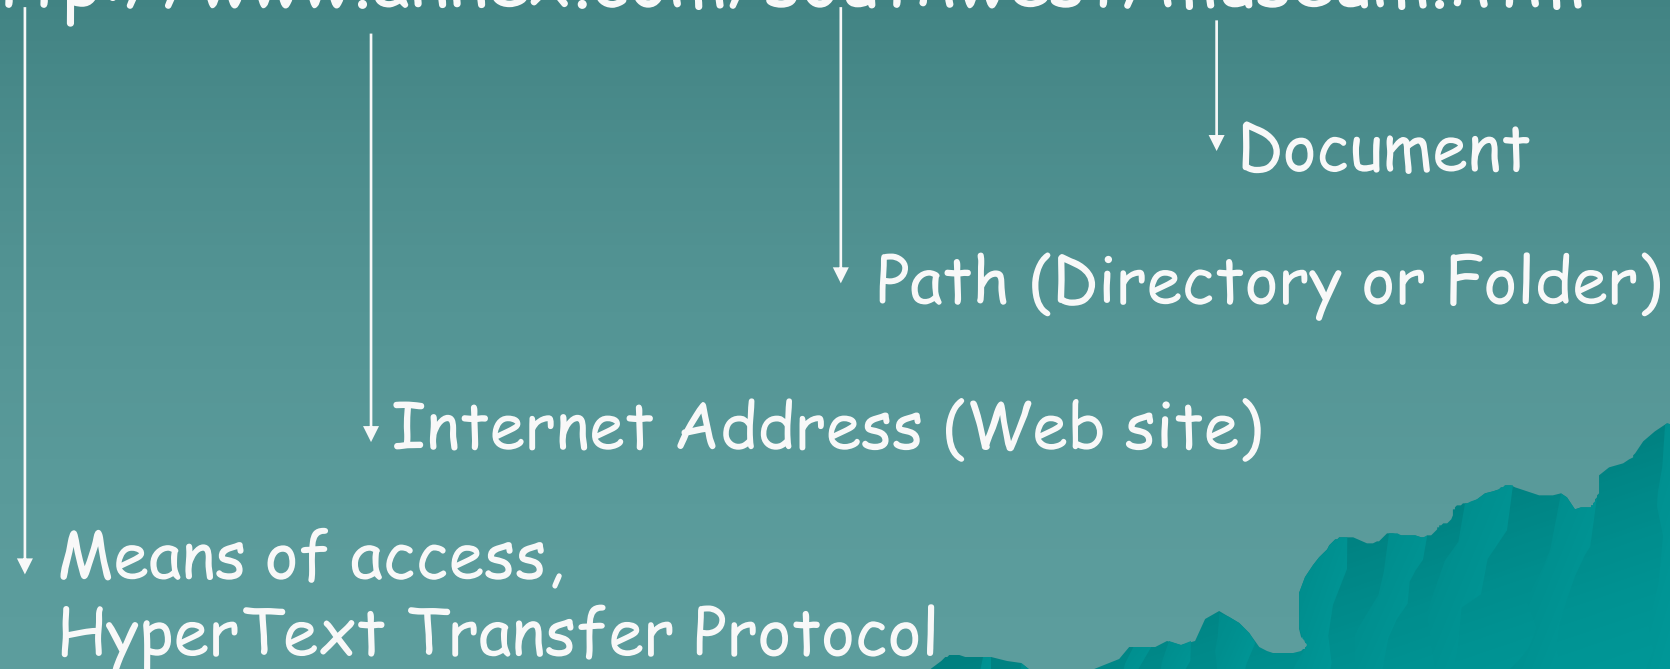 Document
Path (Directory or Folder)
Internet Address (Web site)
Means of access,
HyperText Transfer Protocol